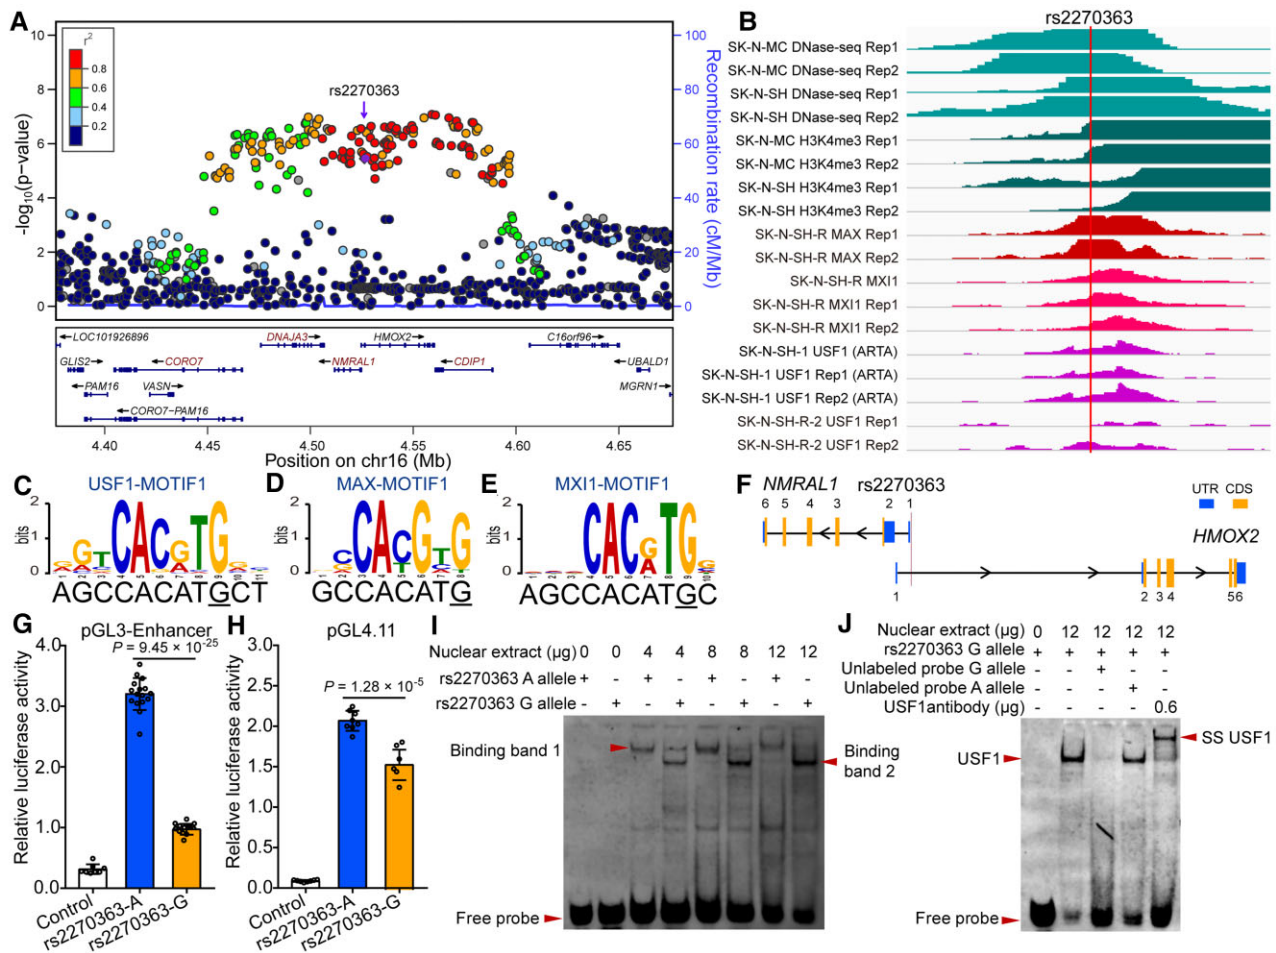 A
10
8
6
4
2
0
-log10(p-value)
r2
0.8
0.6
0.4
0.2
rs2270363
100
80
60
40
20
0
Recombination rate (cM/Mb)
LOC101926896
DNAJA3
HMOX2
C16orf96
GLIS2
CORO7
NMRAL1
CDIP1
UBALD1
PAM16
VASN
MGRN1
CORO7-PAM16
4.40
4.45
4.50
4.55
4.60
4.65
Position on chr16 (Mb)
B
rs2270363
SK-N-MC DNase-seq Rep1
SK-N-MC DNase-seq Rep2
SK-N-SH DNase-seq Rep1
SK-N-SH DNase-seq Rep2
SK-N-MC H3K4me3 Rep1
SK-N-MC H3K4me3 Rep2
SK-N-SH H3K4me3 Rep1
SK-N-SH H3K4me3 Rep2
SK-N-SH-R MAX Rep1
SK-N-SH-R MAX Rep2
SK-N-SH-R MXI1
SK-N-SH-R MXI1 Rep1
SK-N-SH-R MXI1 Rep2
SK-N-SH-1 USF1 (ARTA)
SK-N-SH-1 USF1 Rep1 (ARTA)
SK-N-SH-1 USF1 Rep2 (ARTA)
SK-N-SH-R-2 USF1 Rep1
SK-N-SH-R-2 USF1 Rep2
C
USF1-MOTIF1
2
1
0
bits
AGCCACATGCT
D
MAX-MOTIF1
2
1
0
bits
GCCACATG
E
MXI1-MOTIF1
2
1
0
bits
AGCCACATGC
F
NMRAL1 rs2270363
6 5 4 3 2 1
UTR CDS
HMOX2
1 2 3 4 5 6
G
pGL3-Enhancer
P = 9.45 × 10-25
4.0
3.0
2.0
1.0
0.0
Relative luciferase activity
Control
rs2270363-A
rs2270363-G
H
pGL4.11
P = 1.28 × 10-5
3.0
2.5
2.0
1.5
1.0
0.5
0.0
Relative luciferase activity
Control
rs2270363-A
rs2270363-G
I
Nuclear extract (µg) 0 0 4 4 8 8 12 12
rs2270363 A allele + - + - + - + -
rs2270363 G allele - + - + - + - +
Binding band 1
Binding
band 2
Free probe
J
Nuclear extract (µg) 0 12 12 12 12
rs2270363 G allele + + + + +
Unlabeled probe G allele - - + - -
Unlabeled probe A allele - - - + -
USF1antibody (µg) - - - - 0.6
USF1
SS USF1
Free probe